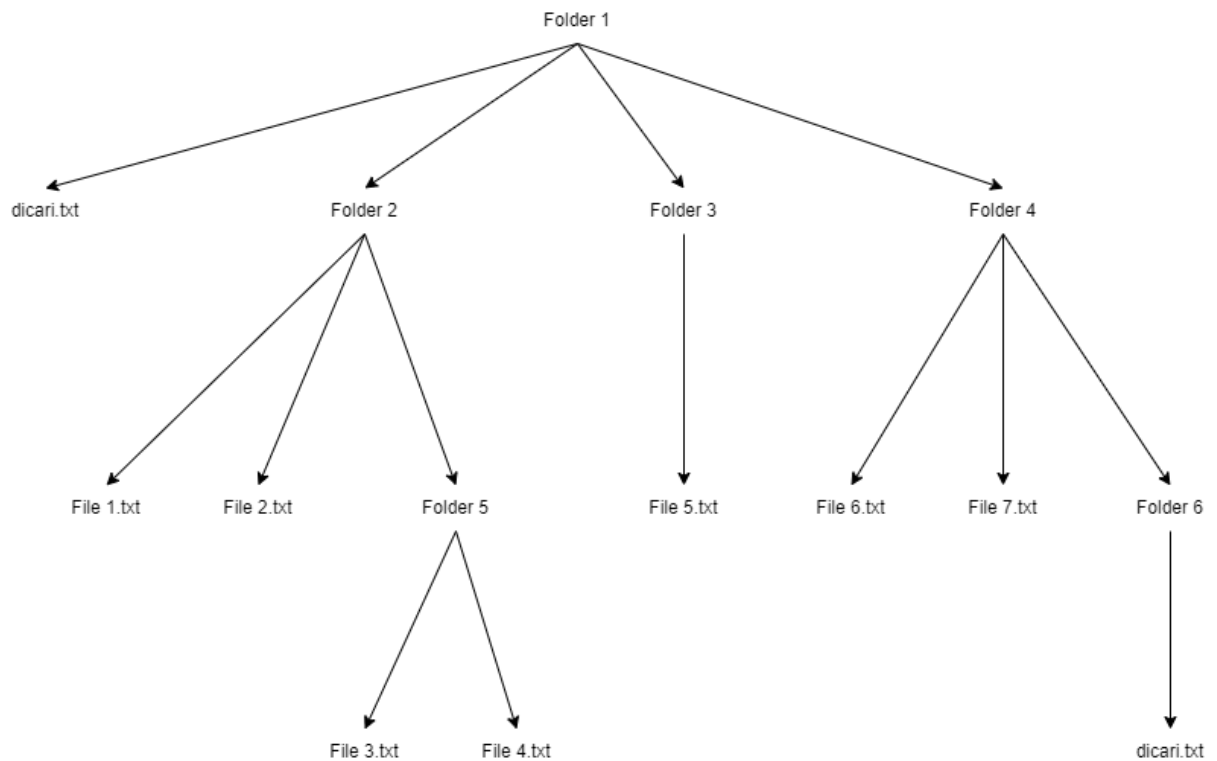 Folder 1
dicari.txt
Folder 2
Folder 3
Folder 4
File 1.txt
File 2.txt
Folder 5
File 5.txt
File 6.txt
File 7.txt
Folder 6
File 3.txt
File 4.txt
dicari.txt